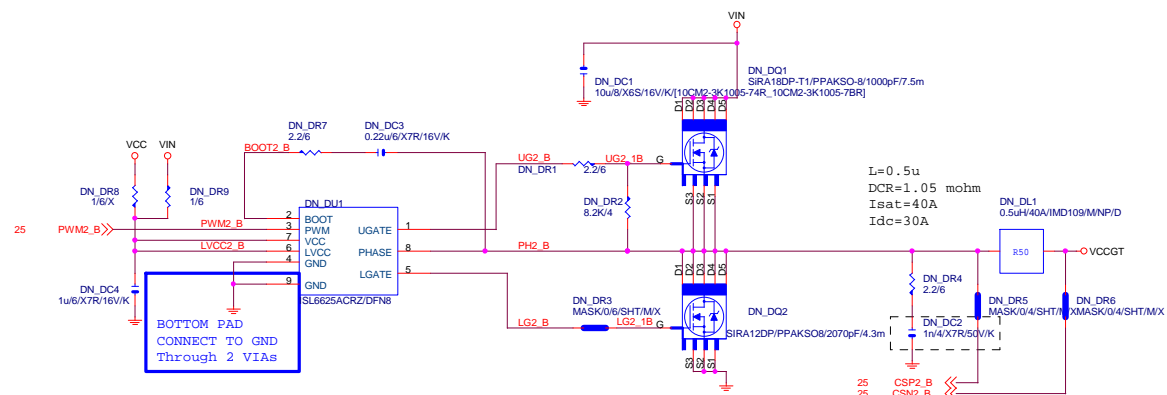 VIN
DN_DC1
10u/8/X6S/16V/K/[10CM2-3K1005-74R_10CM2-3K1005-7BR]
DN_DQ1
SiRA18DP-T1/PPAKSO-8/1000pF/7.5m
D1
D2
D3
D4
D5
G
S3
S2
S1
DN_DR7
2.2/6
DN_DC3
0.22u/6/X7R/16V/K
BOOT2_B
VCC
VIN
DN_DR8
1/6/X
DN_DR9
1/6
UG2_B
DN_DR1
2.2/6
UG2_1B
DN_DR2
8.2K/4
L=0.5u
DCR=1.05 mohm
Isat=40A
Idc=30A
DN_DL1
0.5uH/40A/IMD109/M/NP/D
R50
VCCGT
DN_DU1
2
BOOT
3
PWM
7
VCC
6
LVCC
4
GND
9
GND
UGATE
1
PHASE
8
LGATE
5
SL6625ACRZ/DFN8
25
PWM2_B
PWM2_B
LVCC2_B
PH2_B
DN_DC4
1u/6/X7R/16V/K
BOTTOM PAD
CONNECT TO GND
Through 2 VIAs
LG2_B
DN_DR3
MASK/0/6/SHT/M/X
LG2_1B
D1
D2
D3
D4
D5
G
S3
S2
S1
DN_DQ2
SIRA12DP/PPAKSO8/2070pF/4.3m
DN_DR4
2.2/6
DN_DC2
1n/4/X7R/50V/K
DN_DR5
MASK/0/4/SHT/M/X
DN_DR6
MASK/0/4/SHT/M/X
25
CSP2_B
25
CSN2_B